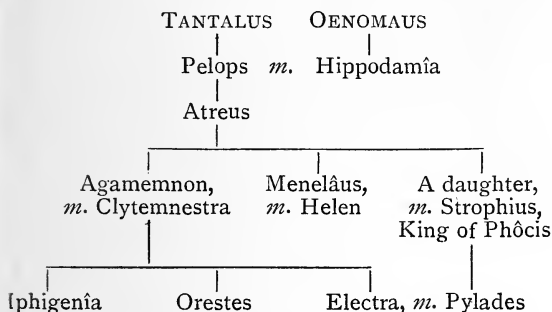 TANTALUS OENOMAUS
Pelops m. Hippodamîa
Atreus
Agamemnon, Menelâus, A daughter,
m. Clytemnestra m. Helen m. Strophius,
King of Phôcis
Iphigenîa Orestes Electra, m. Pylades